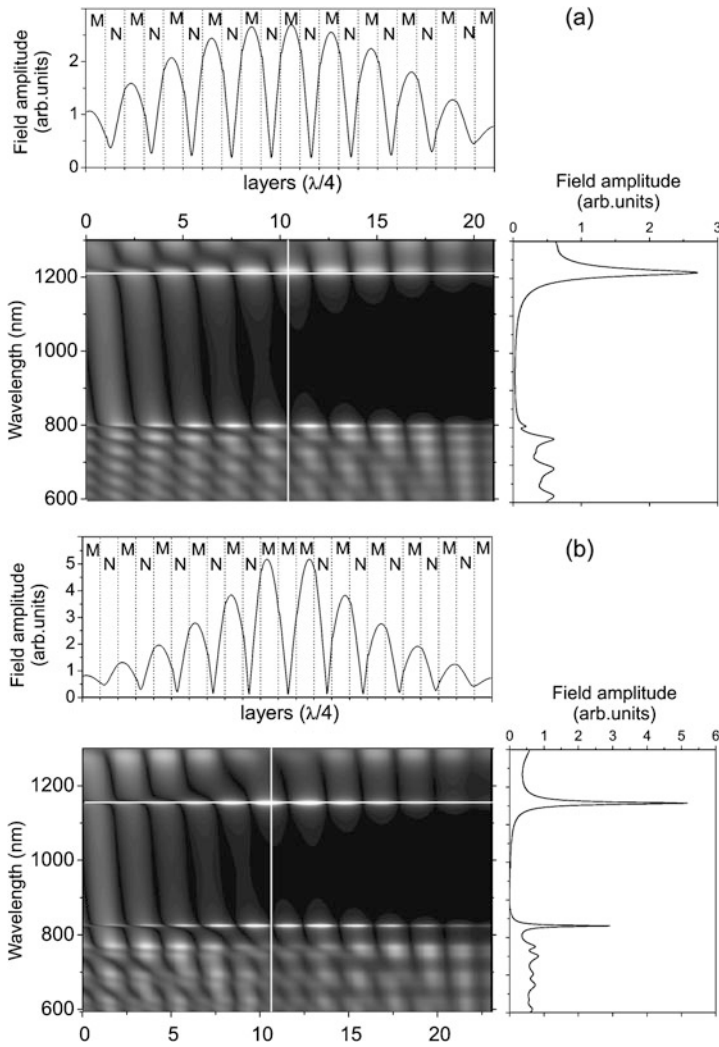 (a)
M M M M M M M M M M M
N N N N N N N N N N
Field amplitude
(arb.units)
2
1
0
layers (λ/4)
0 5 10 15 20
Wavelength (nm)
1200
1000
800
600
Field amplitude
(arb.units)
0 1 2 3
(b)
M M M M M M M M M M M M M
N N N N N N N N N N
Field amplitude
(arb.units)
6
5
4
3
2
1
0
layers (λ/4)
Wavelength (nm)
1200
1000
800
600
0 5 10 15 20
Field amplitude
(arb.units)
0 1 2 3 4 5 6